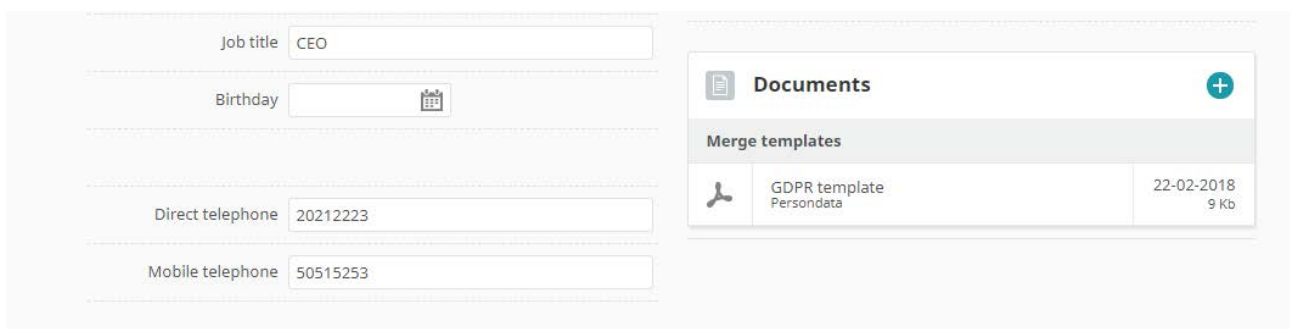 Job title CEO
Birthday
Direct telephone 20212223
Mobile telephone 50515253
Documents
Merge templates
GDPR template 22-02-2018
Persondata 9 Kb